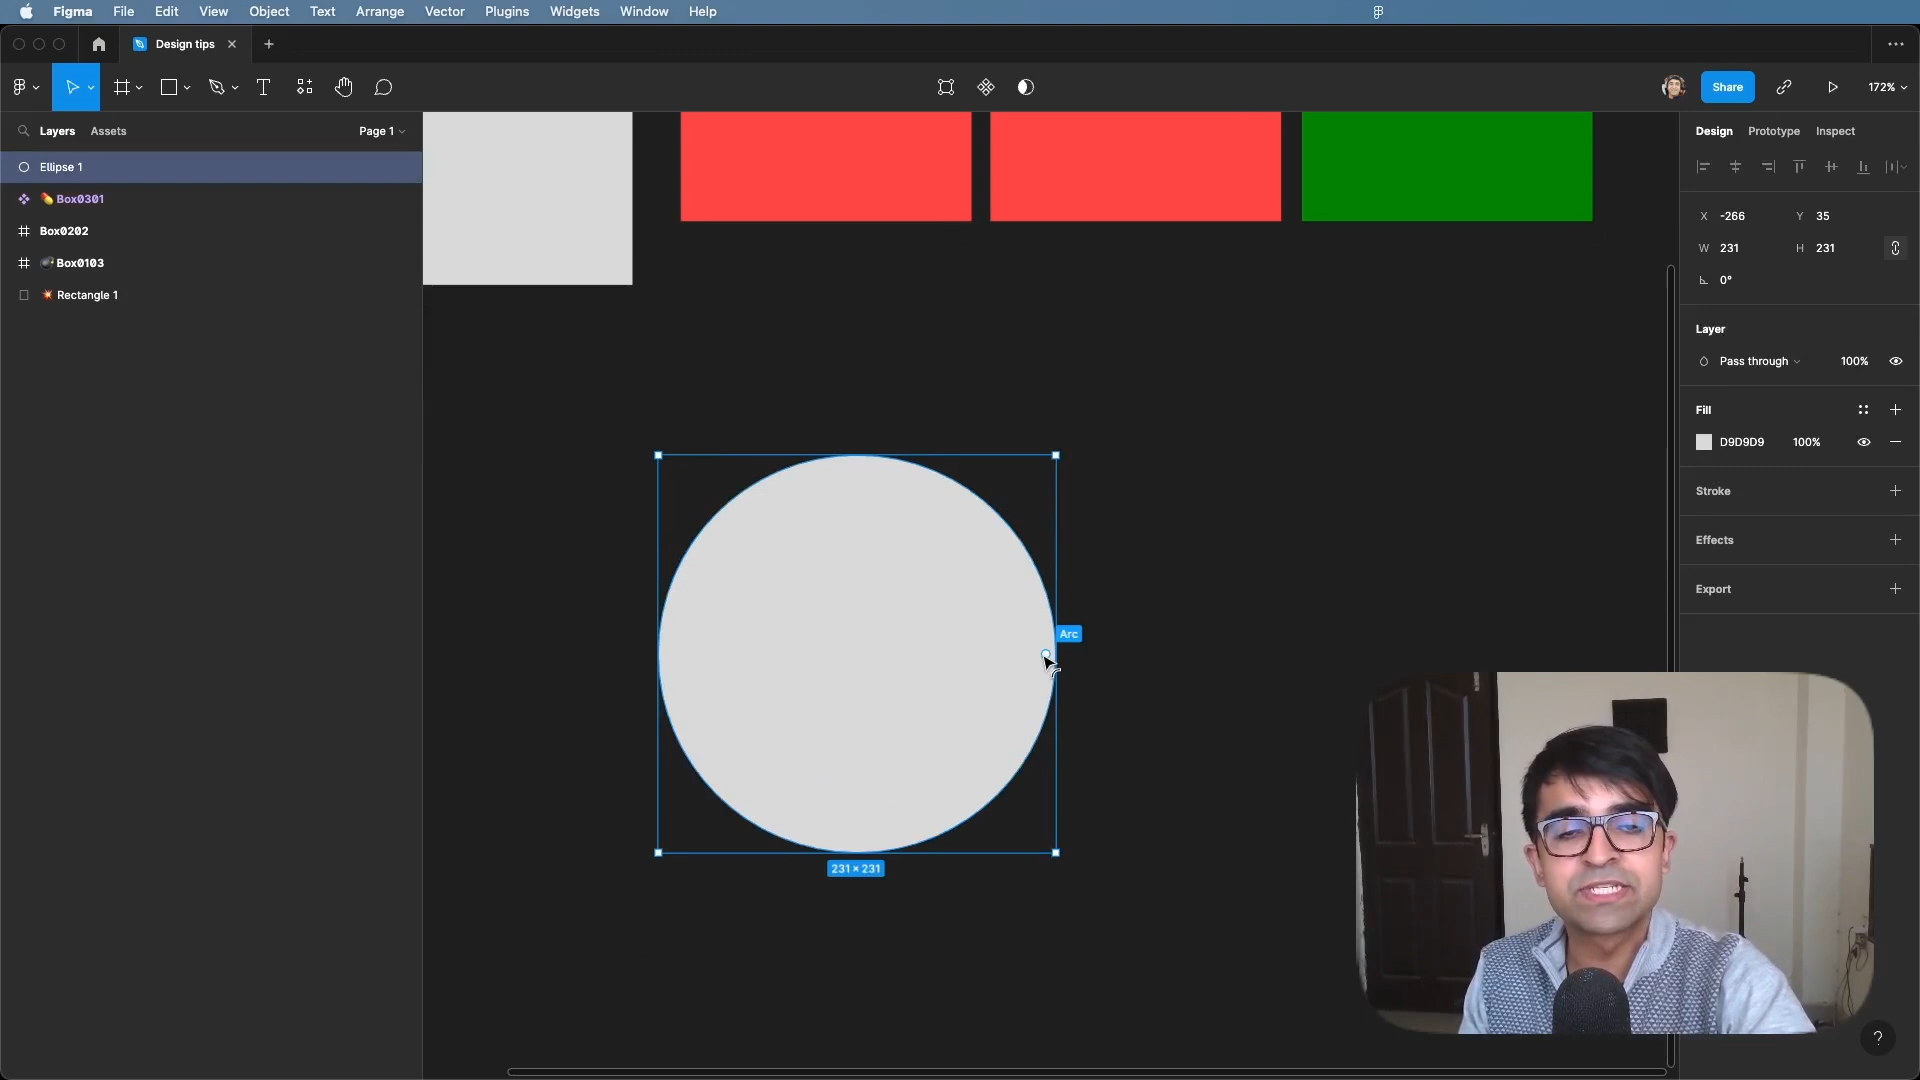 Figma File Edit View Object Text Arrange Vector Plugins Widgets Window Help
Design tips
Share
172%
Layers Assets Page 1
Design Prototype Inspect
Ellipse 1
Box0301
Box0202
Box0103
Rectangle 1
X -266 Y 35
W 231 H 231
0°
Layer
Pass through 100%
Fill
D9D9D9 100%
Stroke
Effects
Export
Arc
231 × 231
?